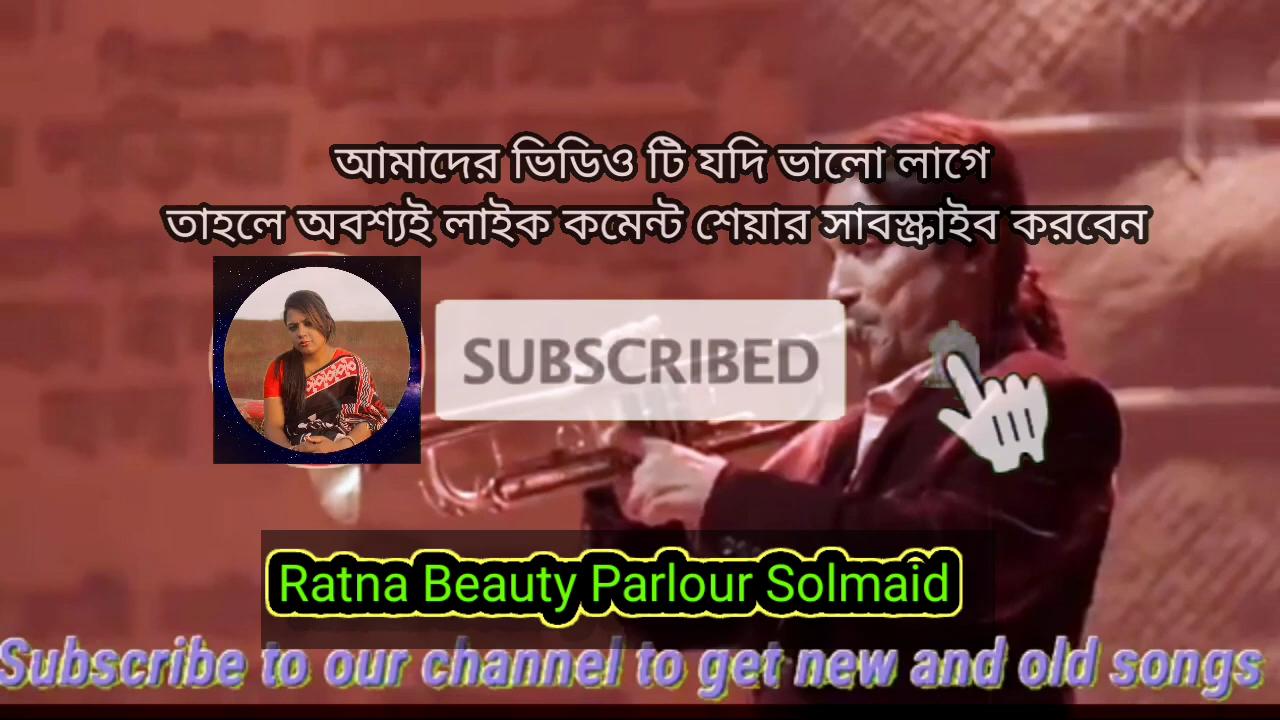 আমাদের ভিডিও টি যদি ভালো লাগে
তাহলে অবশ্যই লাইক কমেন্ট শেয়ার সাবস্ক্রাইব করবেন
SUBSCRIBED
Ratna Beauty Parlour Solmaid
Subscribe to our channel to get new and old songs